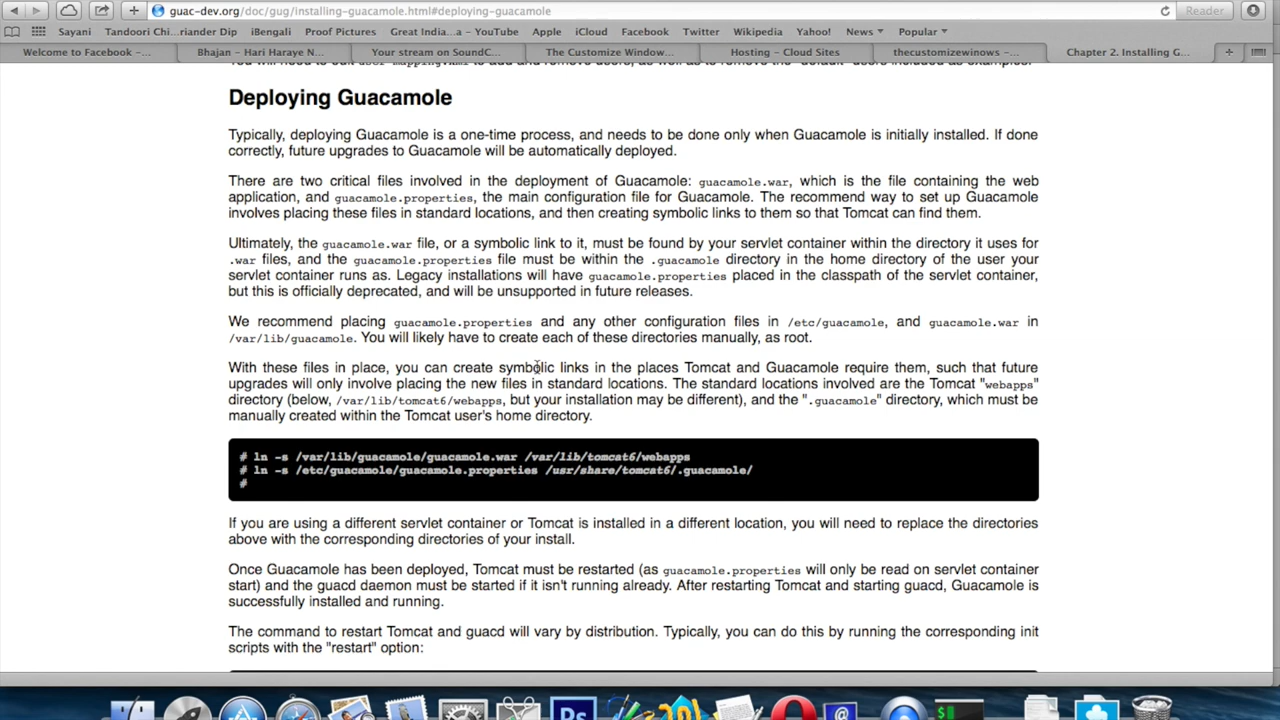 guac-dev.org/doc/gug/installing-guacamole.html#deploying-guacamole
Reader
Sayani Tandoori Chi...riander Dip iBengali Proof Pictures Great India...a – YouTube Apple iCloud Facebook Twitter Wikipedia Yahoo! News Popular
Welcome to Facebook – ... Bhajan – Hari Haraye N... Your stream on SoundC... The Customize Window... Hosting – Cloud Sites thecustomizewinows – ... Chapter 2. Installing G...
Deploying Guacamole
Typically, deploying Guacamole is a one-time process, and needs to be done only when Guacamole is initially installed. If done
correctly, future upgrades to Guacamole will be automatically deployed.
There are two critical files involved in the deployment of Guacamole: guacamole.war, which is the file containing the web
application, and guacamole.properties, the main configuration file for Guacamole. The recommend way to set up Guacamole
involves placing these files in standard locations, and then creating symbolic links to them so that Tomcat can find them.
Ultimately, the guacamole.war file, or a symbolic link to it, must be found by your servlet container within the directory it uses for
.war files, and the guacamole.properties file must be within the .guacamole directory in the home directory of the user your
servlet container runs as. Legacy installations will have guacamole.properties placed in the classpath of the servlet container,
but this is officially deprecated, and will be unsupported in future releases.
We recommend placing guacamole.properties and any other configuration files in /etc/guacamole, and guacamole.war in
/var/lib/guacamole. You will likely have to create each of these directories manually, as root.
With these files in place, you can create symbolic links in the places Tomcat and Guacamole require them, such that future
upgrades will only involve placing the new files in standard locations. The standard locations involved are the Tomcat "webapps"
directory (below, /var/lib/tomcat6/webapps, but your installation may be different), and the ".guacamole" directory, which must be
manually created within the Tomcat user's home directory.
# ln -s /var/lib/guacamole/guacamole.war /var/lib/tomcat6/webapps
# ln -s /etc/guacamole/guacamole.properties /usr/share/tomcat6/.guacamole/
#
If you are using a different servlet container or Tomcat is installed in a different location, you will need to replace the directories
above with the corresponding directories of your install.
Once Guacamole has been deployed, Tomcat must be restarted (as guacamole.properties will only be read on servlet container
start) and the guacd daemon must be started if it isn't running already. After restarting Tomcat and starting guacd, Guacamole is
successfully installed and running.
The command to restart Tomcat and guacd will vary by distribution. Typically, you can do this by running the corresponding init
scripts with the "restart" option:
Ps